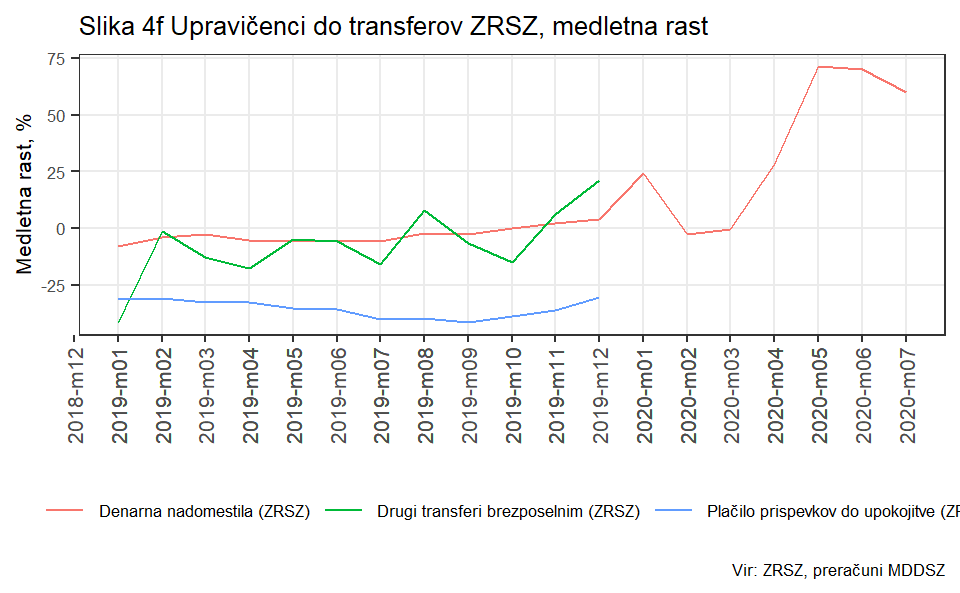 Slika 4f Upravičenci do transferov ZRSZ, medletna rast
Medletna rast, %
75
50
25
0
-25
2018-m12
2019-m01
2019-m02
2019-m03
2019-m04
2019-m05
2019-m06
2019-m07
2019-m08
2019-m09
2019-m10
2019-m11
2019-m12
2020-m01
2020-m02
2020-m03
2020-m04
2020-m05
2020-m06
2020-m07
Denarna nadomestila (ZRSZ)
Drugi transferi brezposelnim (ZRSZ)
Plačilo prispevkov do upokojitve
Vir: ZRSZ, preračuni MDDSZ